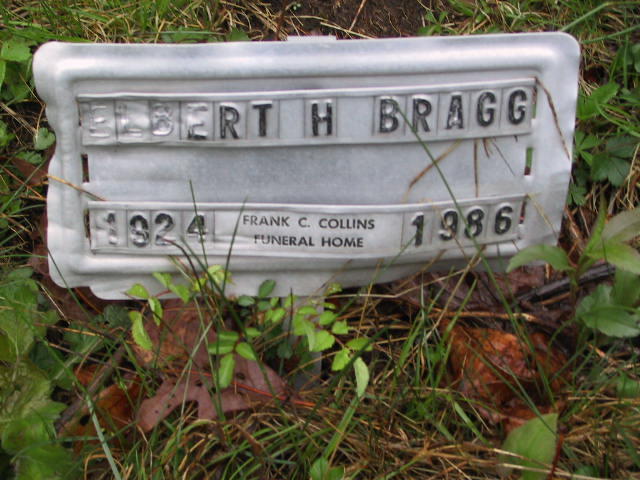 ELBERT H BRAGG
1924 FRANK C. COLLINS 1986
FUNERAL HOME